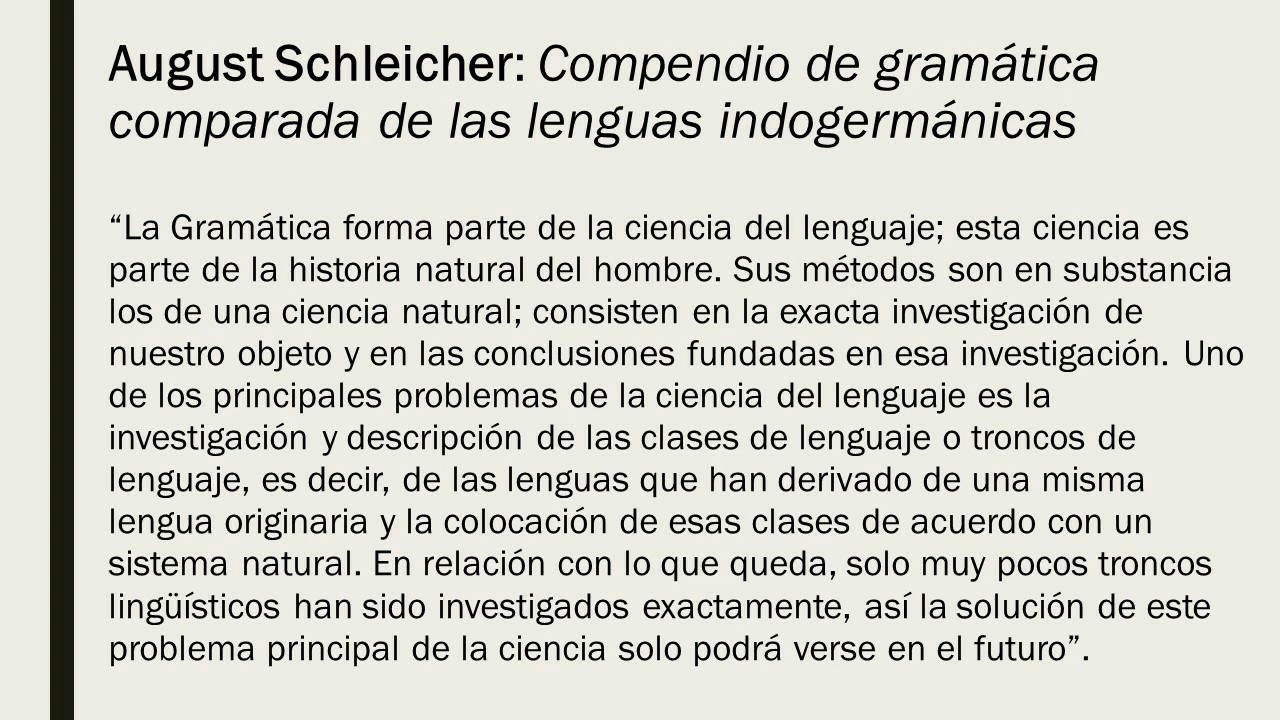 August Schleicher: Compendio de gramática
comparada de las lenguas indogermánicas
“La Gramática forma parte de la ciencia del lenguaje; esta ciencia es
parte de la historia natural del hombre. Sus métodos son en substancia
los de una ciencia natural; consisten en la exacta investigación de
nuestro objeto y en las conclusiones fundadas en esa investigación. Uno
de los principales problemas de la ciencia del lenguaje es la
investigación y descripción de las clases de lenguaje o troncos de
lenguaje, es decir, de las lenguas que han derivado de una misma
lengua originaria y la colocación de esas clases de acuerdo con un
sistema natural. En relación con lo que queda, solo muy pocos troncos
lingüísticos han sido investigados exactamente, así la solución de este
problema principal de la ciencia solo podrá verse en el futuro”.